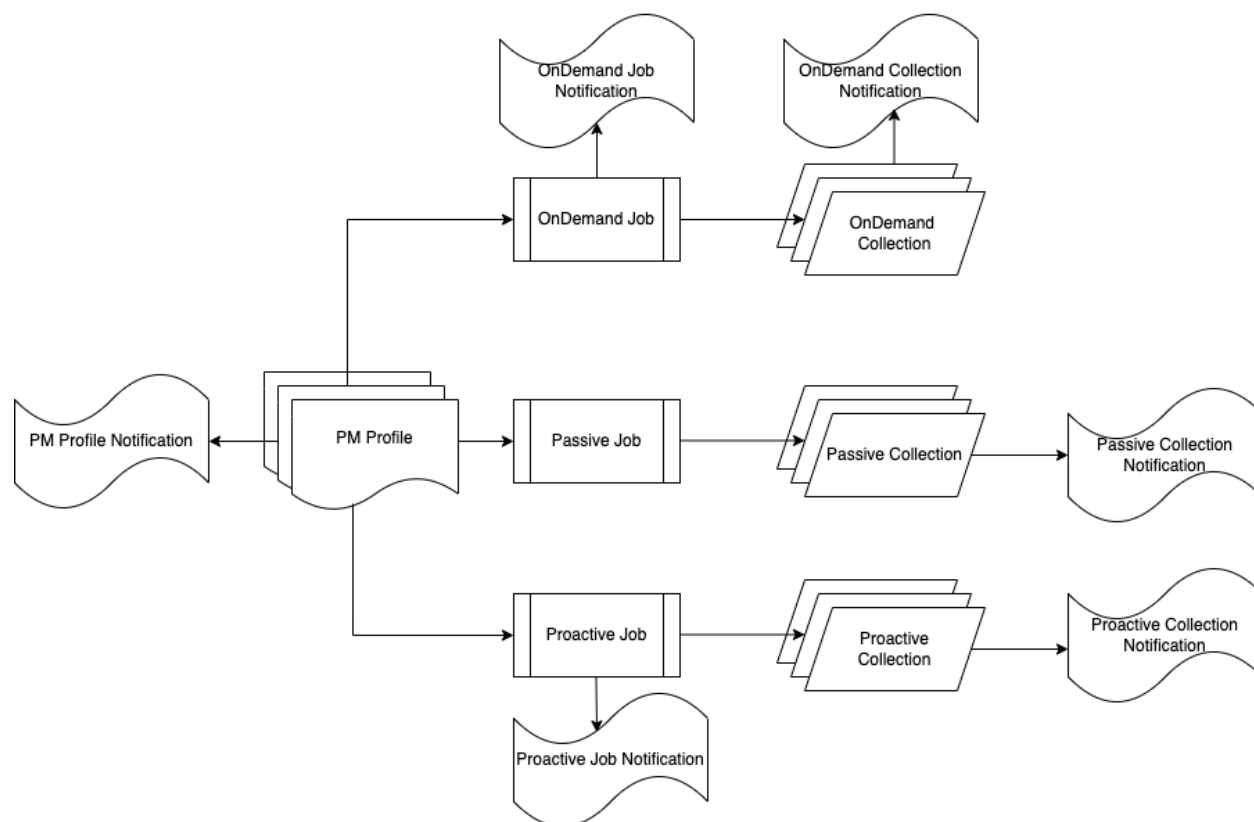 OnDemand Job
Notification
OnDemand Collection
Notification
OnDemand Job
OnDemand
Collection
PM Profile Notification
PM Profile
Passive Job
Passive Collection
Passive Collection
Notification
Proactive Job
Proactive
Collection
Proactive Collection
Notification
Proactive Job Notification